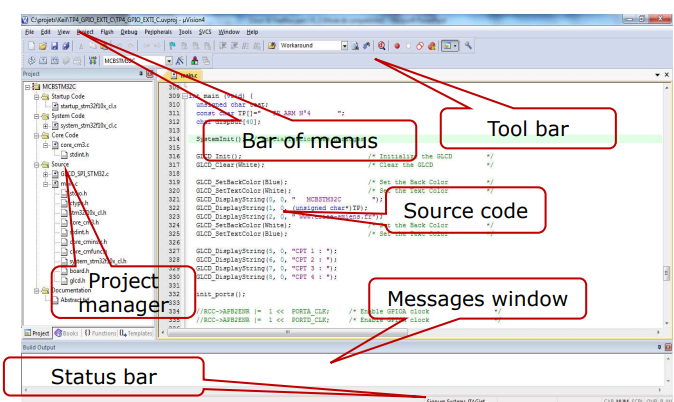 C:\projets\Keil\TP4_GPIO_EXTI_C\TP4_GPIO_EXTI_C.uvproj - µVision4
File Edit View Project Flash Debug Peripherals Tools SVCS Window Help
Workaround
MCBSTM32C
Project
main.c
MCBSTM32C
Startup Code
startup_stm32f10x_cl.s
System Code
system_stm32f10x_cl.c
Core Code
core_cm3.c
stdint.h
Source
GLCD_SPI_STM32.c
main.c
stdio.h
ctype.h
stm32f10x_cl.h
core_cm3.h
stdint.h
core_cminstr.h
core_cmfunc.h
system_stm32f10x_cl.h
board.h
glcd.h
Documentation
Abstract.txt
308
309 int main (void) {
310 unsigned char cent;
311 const char TP[]=" TP ARM N°4 ";
312 char dispbuf[40];
313
314 SystemInit();
315
316 GLCD_Init(); /* Initialize the GLCD */
317 GLCD_Clear(White); /* Clear the GLCD */
318
319 GLCD_SetBackColor(Blue); /* Set the Back Color */
320 GLCD_SetTextColor(White); /* Set the Text Color */
321 GLCD_DisplayString(0, 0, " MCBSTM32C ");
322 GLCD_DisplayString(1, 0, (unsigned char*)TP);
323 GLCD_DisplayString(2, 0, "
324 GLCD_SetBackColor(White); /* Set the Back Color */
325 GLCD_SetTextColor(Blue); /* Set the Text Color */
326
327 GLCD_DisplayString(5, 0, "CPT 1 : ");
328 GLCD_DisplayString(6, 0, "CPT 2 : ");
329 GLCD_DisplayString(7, 0, "CPT 3 : ");
330 GLCD_DisplayString(8, 0, "CPT 4 : ");
331
332 init_ports();
333
334 //RCC->APB2ENR |= 1 << PORTA_CLK; /* Enable GPIOA clock */
335 //RCC->APB2ENR |= 1 << PORTD_CLK; /* Enable GPIOD clock */
Bar of menus
Tool bar
Source code
Project
manager
Messages window
Status bar
Project Books Functions Templates
Build Output
Signum Systems JTAGjet
CAP NUM SCRL OVR R/W